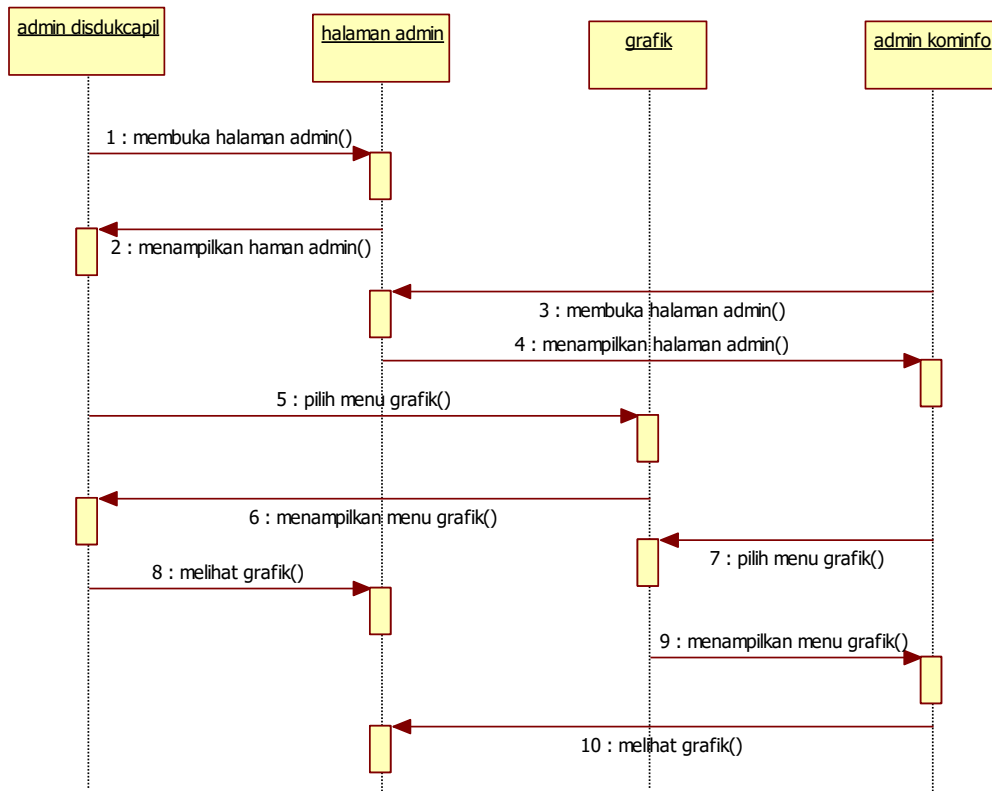 admin disdukcapil
halaman admin
grafik
admin kominfo
1 : membuka halaman admin()
2 : menampilkan haman admin()
3 : membuka halaman admin()
4 : menampilkan halaman admin()
5 : pilih menu grafik()
6 : menampilkan menu grafik()
7 : pilih menu grafik()
8 : melihat grafik()
9 : menampilkan menu grafik()
10 : melihat grafik()